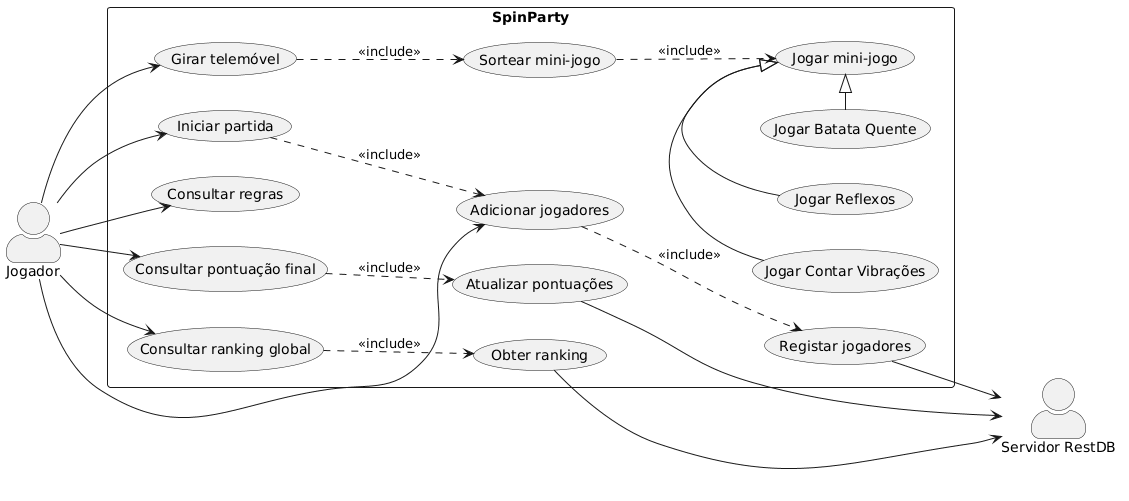 SpinParty
Girar telemóvel
«include»
Sortear mini-jogo
«include»
Jogar mini-jogo
Iniciar partida
«include»
Jogar Batata Quente
Consultar regras
Adicionar jogadores
Jogar Reflexos
Jogador
Consultar pontuação final
«include»
Atualizar pontuações
«include»
Jogar Contar Vibrações
Consultar ranking global
«include»
Obter ranking
Registar jogadores
Servidor RestDB